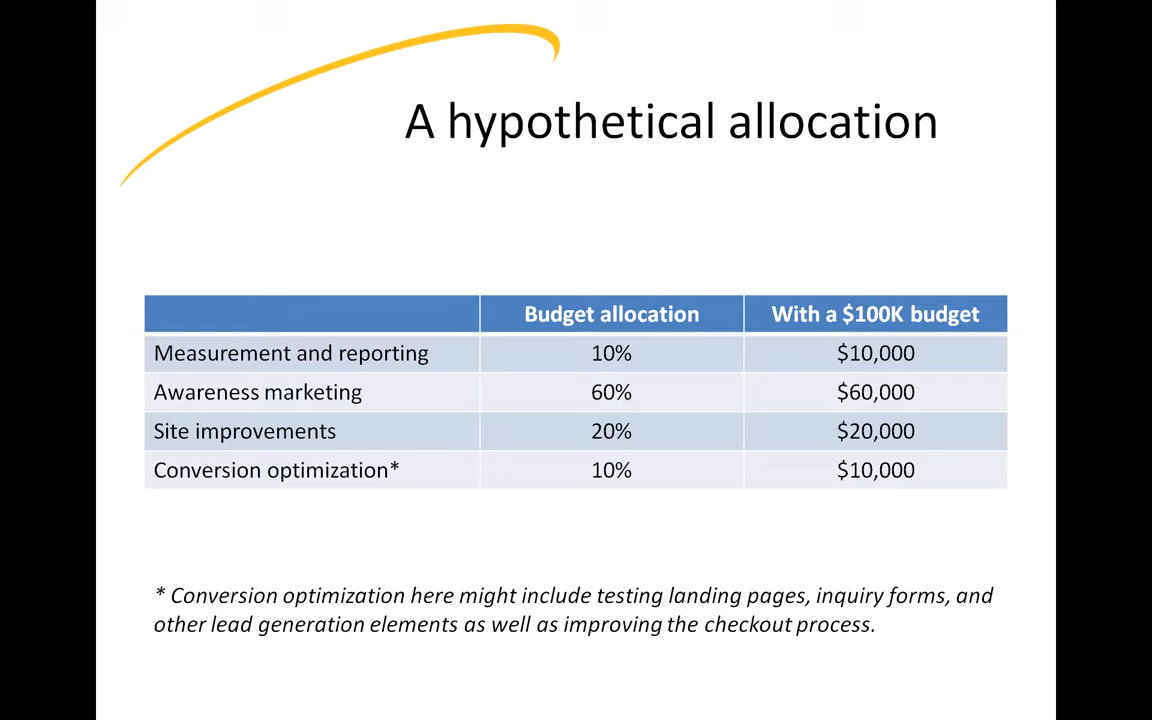 A hypothetical allocation
Budget allocation With a $100K budget
Measurement and reporting 10% $10,000
Awareness marketing 60% $60,000
Site improvements 20% $20,000
Conversion optimization* 10% $10,000
* Conversion optimization here might include testing landing pages, inquiry forms, and
other lead generation elements as well as improving the checkout process.